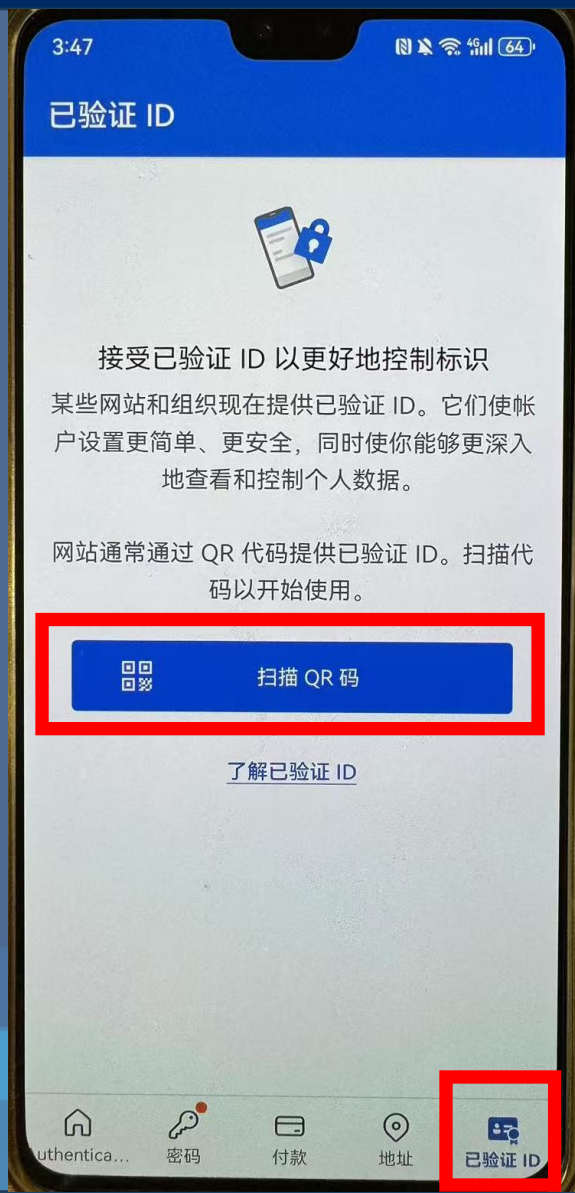 3:47
4G
64
已验证 ID
接受已验证 ID 以更好地控制标识
某些网站和组织现在提供已验证 ID。它们使帐
户设置更简单、更安全，同时使你能够更深入
地查看和控制个人数据。
网站通常通过 QR 代码提供已验证 ID。扫描代
码以开始使用。
扫描 QR 码
了解已验证 ID
uthentica...
密码
付款
地址
已验证 ID